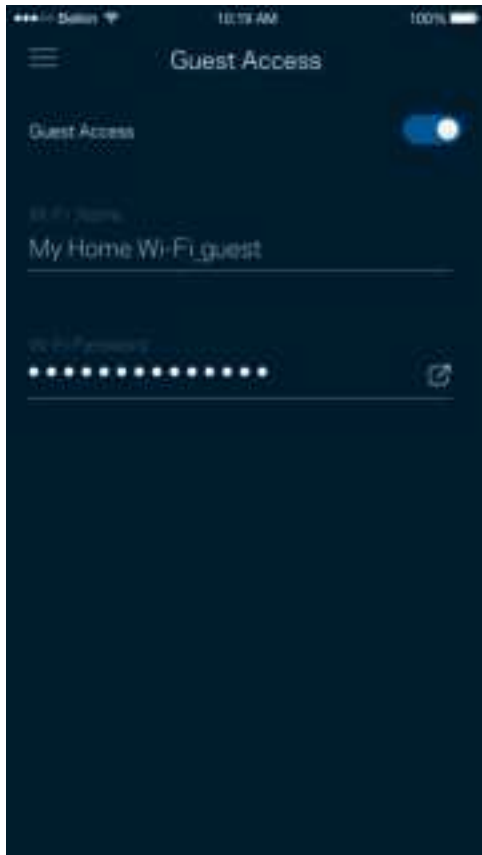 10:19 AM
100%
Guest Access
Guest Access
Wi-Fi Name
My Home Wi-Fi_guest
Wi-Fi Password